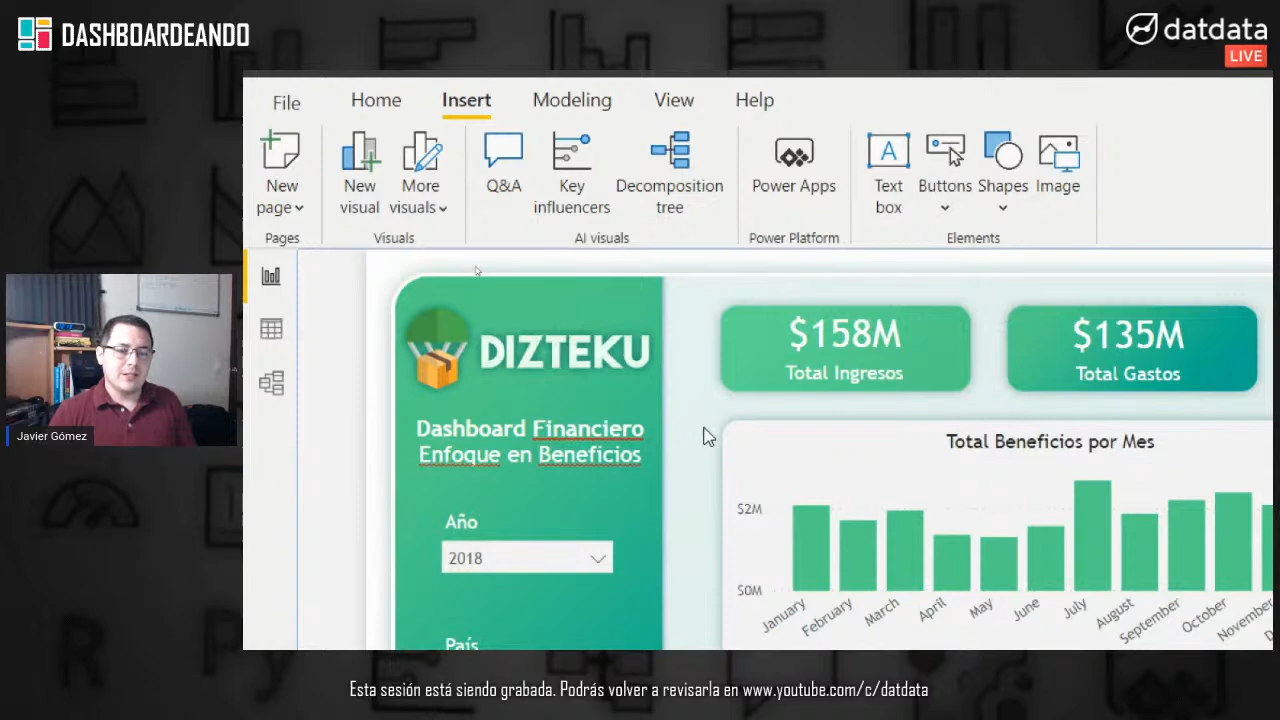 DASHBOARDEANDO
datdata
LIVE
File
Home
Insert
Modeling
View
Help
New
page
New
visual
More
visuals
Q&A
Key
influencers
Decomposition
tree
Power Apps
A
Text
box
Buttons
Shapes
Image
Pages
Visuals
AI visuals
Power Platform
Elements
DIZTEKU
$158M
Total Ingresos
$135M
Total Gastos
Dashboard Financiero
Enfoque en Beneficios
Total Beneficios por Mes
Año
2018
País
$2M
$0M
January
February
March
April
May
June
July
August
September
October
November
Javier Gómez
R
Py
Esta sesión está siendo grabada. Podrás volver a revisarla en www.youtube.com/c/datdata